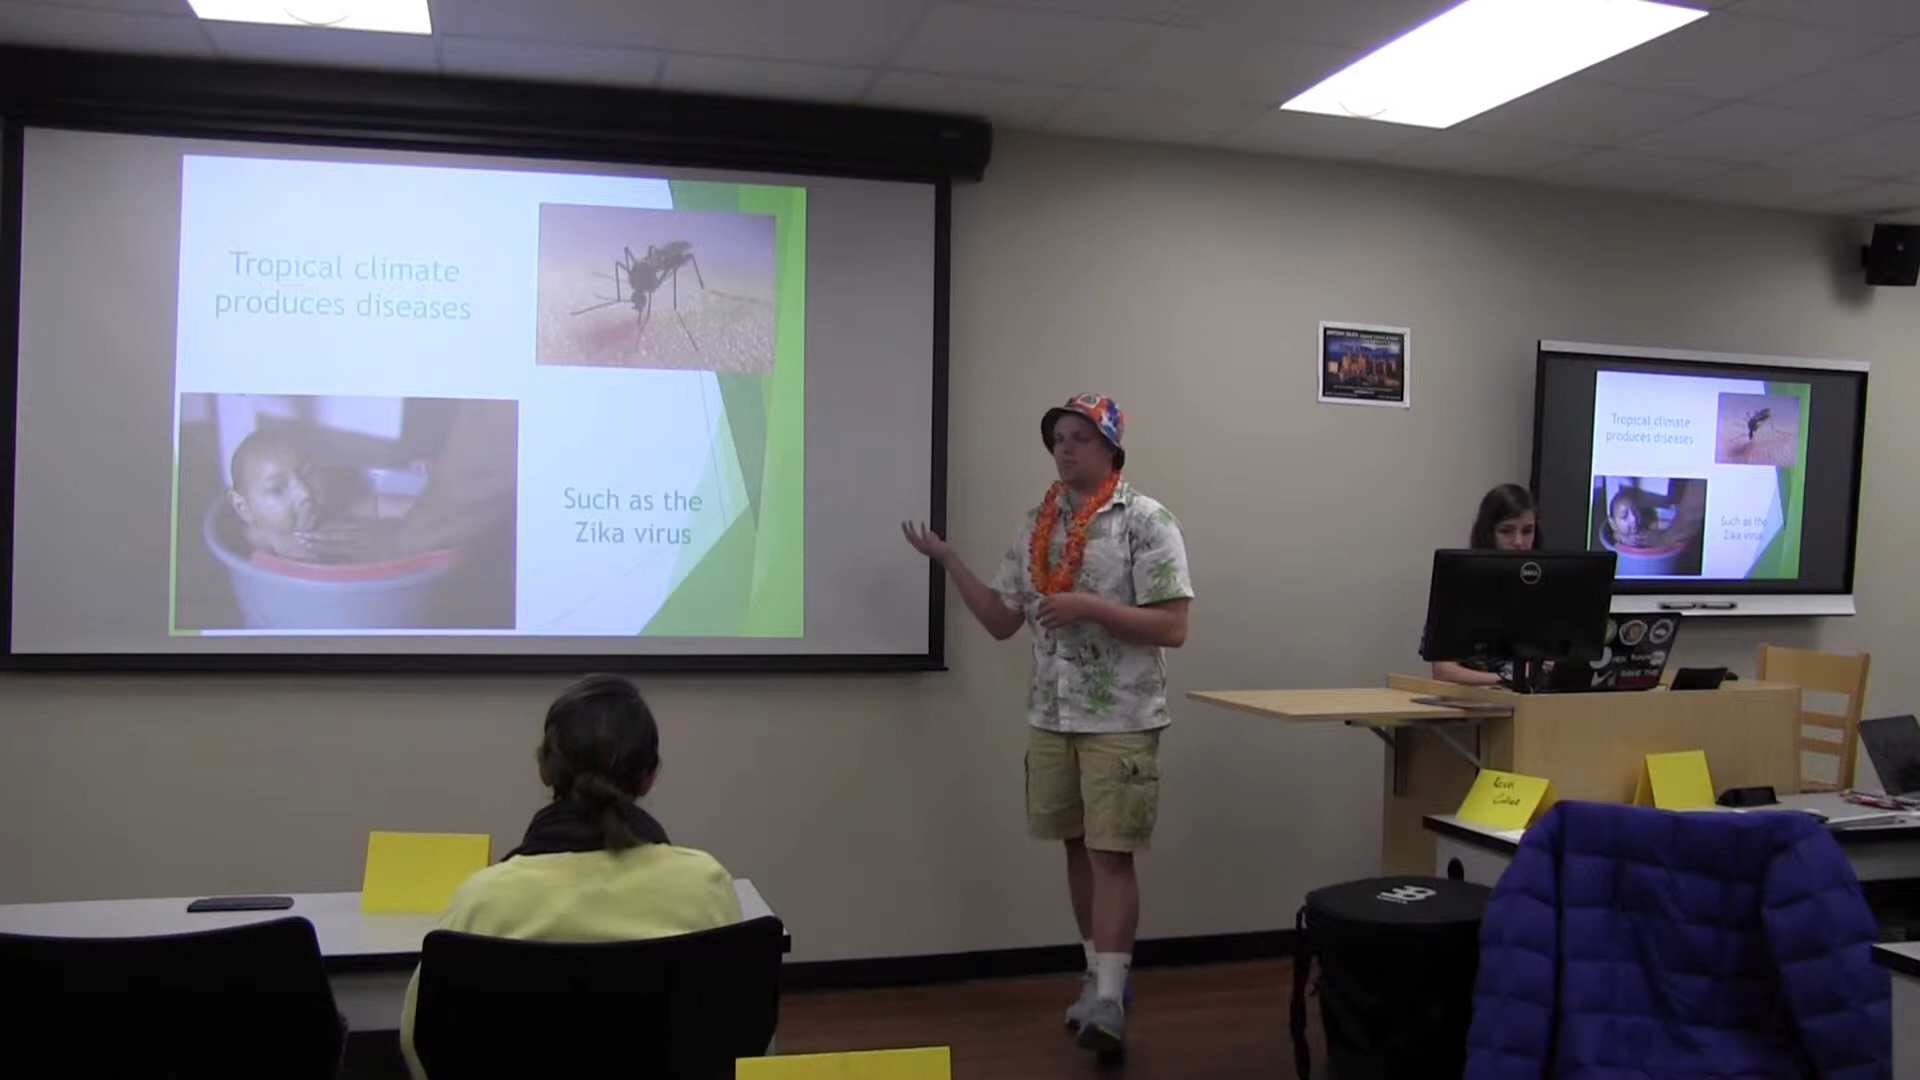 Tropical climate
produces diseases
Such as the
Zika virus
Tropical climate
produces diseases
Such as the
Zika virus
DELL